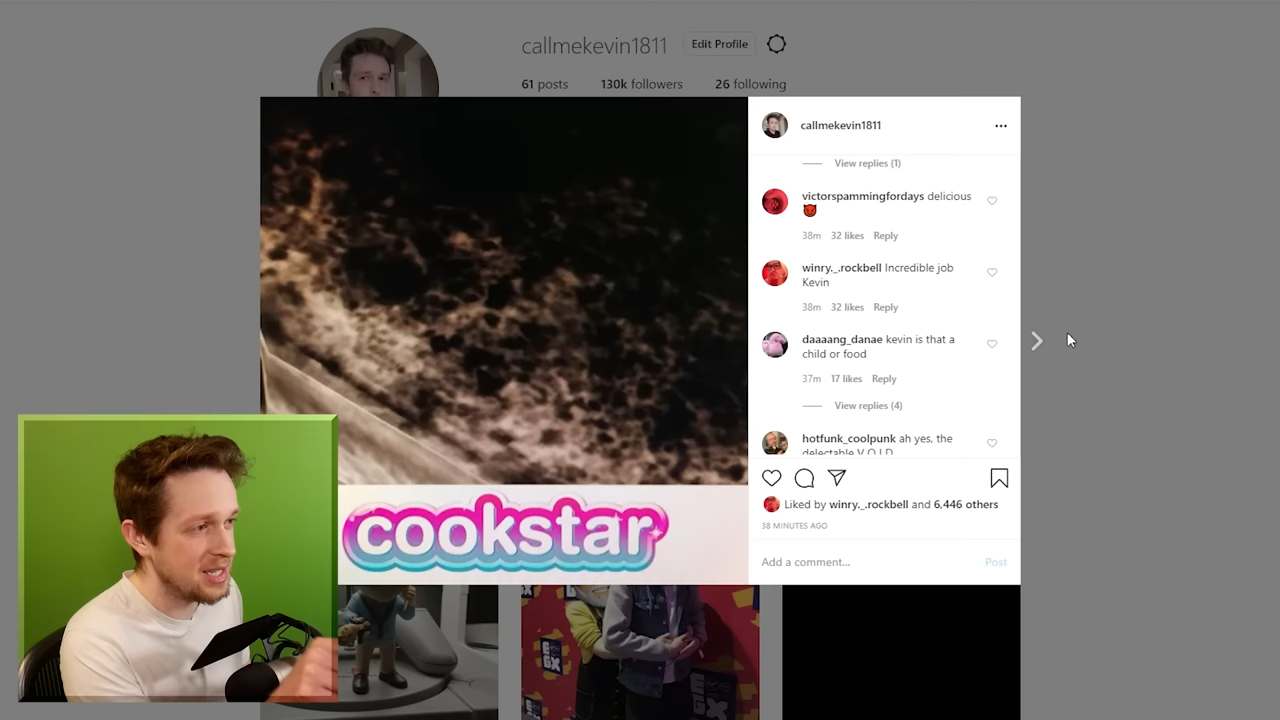 callmekevin1811 Edit Profile
61 posts 130k followers 26 following
callmekevin1811
View replies (1)
victorspammingfordays delicious
38m 32 likes Reply
winry._.rockbell Incredible job
Kevin
38m 32 likes Reply
daaaang_danae kevin is that a
child or food
37m 17 likes Reply
View replies (4)
hotfunk_coolpunk ah yes, the
delectable V O I D
Liked by winry._.rockbell and 6,446 others
38 MINUTES AGO
Add a comment... Post
cookstar
EGX
EGX